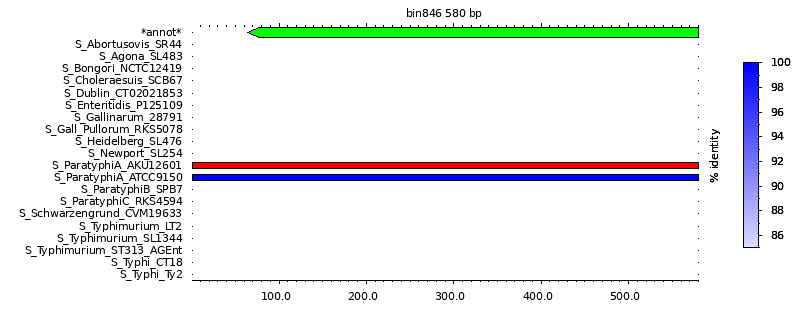 bin846 580 bp
*annot*
S_Abortusovis_SR44
S_Agona_SL483
S_Bongori_NCTC12419
S_Choleraesuis_SCB67
S_Dublin_CT02021853
S_Enteritidis_P125109
S_Gallinarum_28791
S_Gall_Pullorum_RKS5078
S_Heidelberg_SL476
S_Newport_SL254
S_ParatyphiA_AKU12601
S_ParatyphiA_ATCC9150
S_ParatyphiB_SPB7
S_ParatyphiC_RKS4594
S_Schwarzengrund_CVM19633
S_Typhimurium_LT2
S_Typhimurium_SL1344
S_Typhimurium_ST313_AGEnt
S_Typhi_CT18
S_Typhi_Ty2
100.0 200.0 300.0 400.0 500.0
100
98
96
94
92
90
88
86
% identity